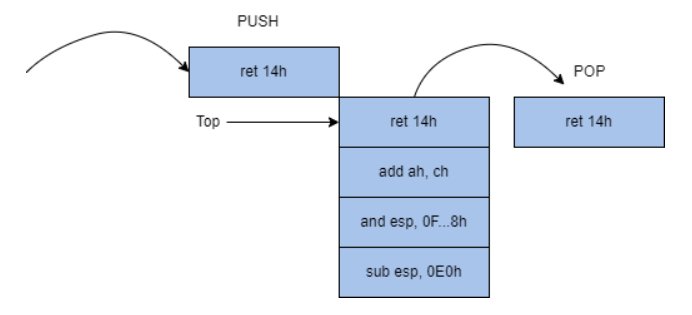 PUSH
ret 14h
POP
Top
ret 14h
ret 14h
add ah, ch
and esp, 0F...8h
sub esp, 0E0h